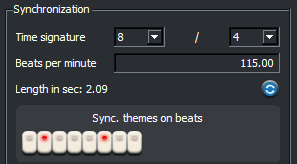 Synchronization
Time signature 8 / 4
Beats per minute 115.00
Length in sec: 2.09
Sync. themes on beats